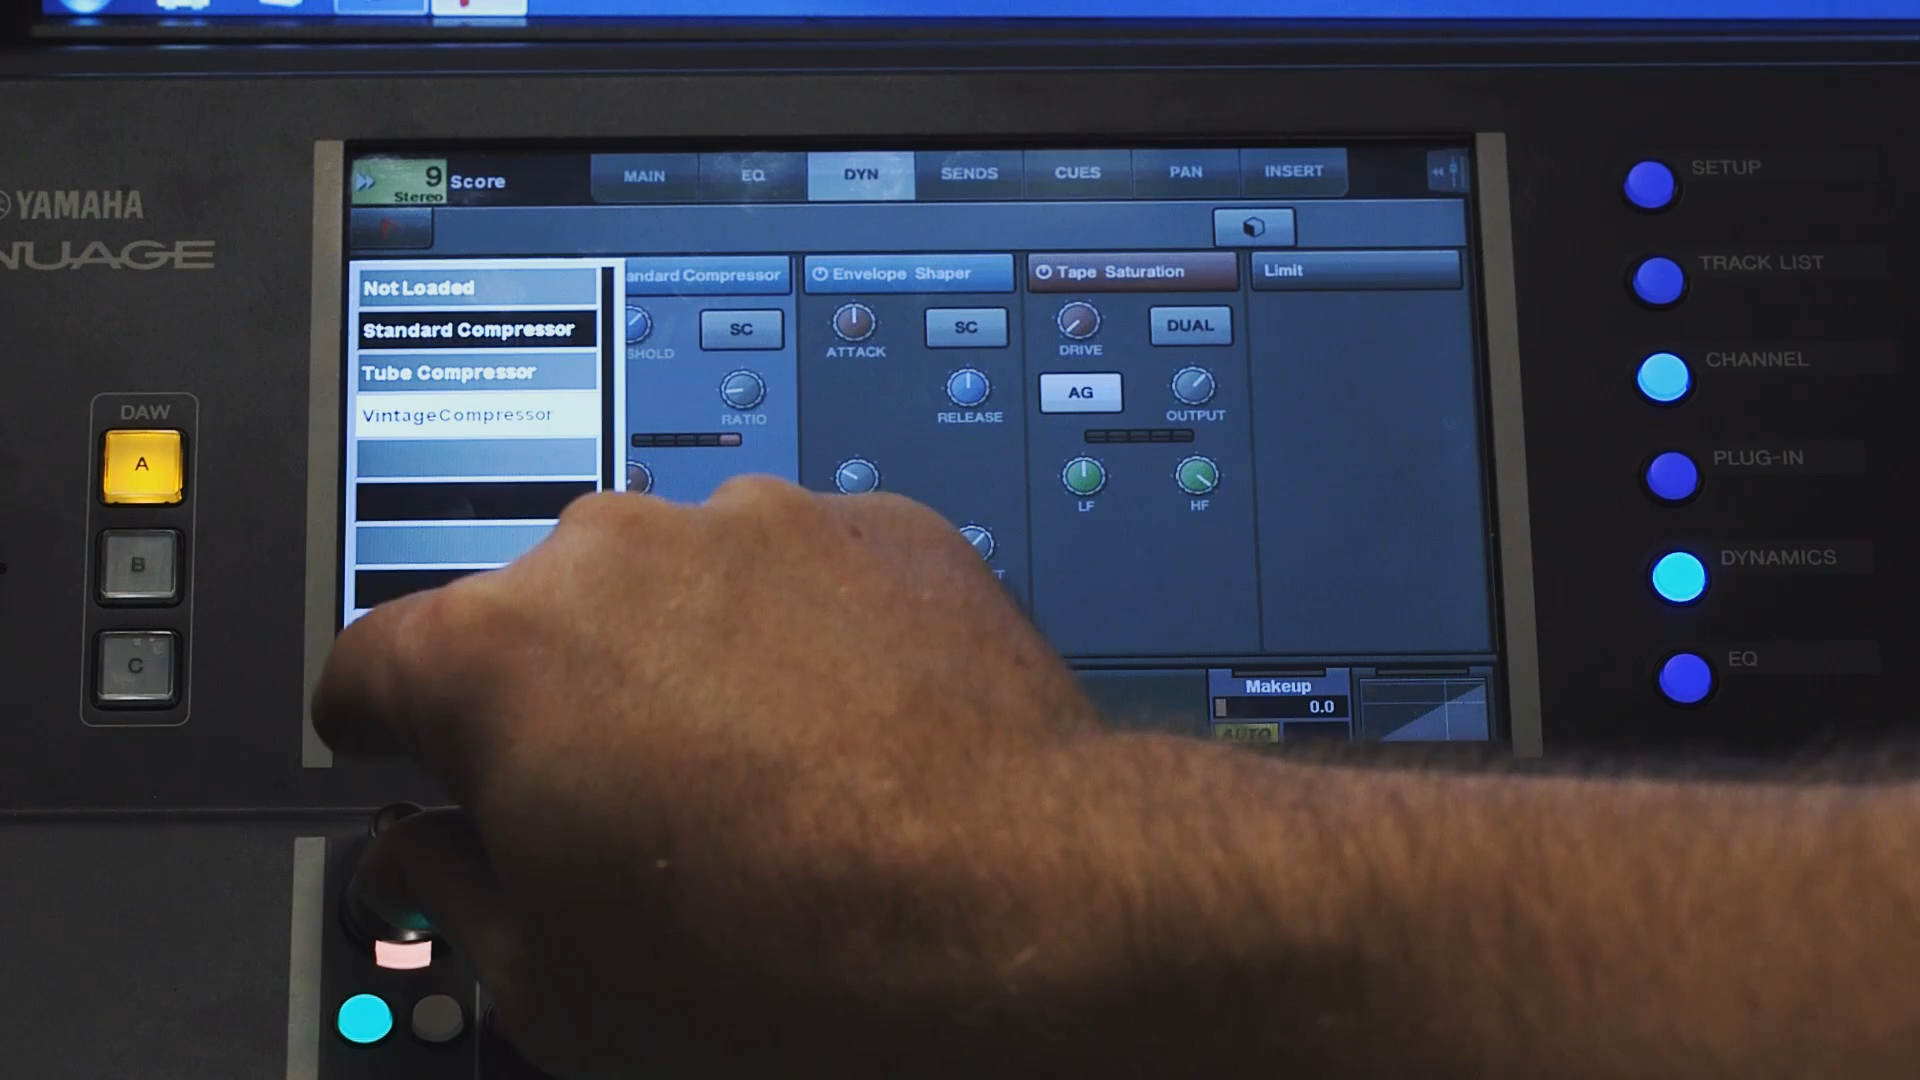 YAMAHA
NUAGE
DAW
A
B
C
9
Stereo
Score
MAIN
EQ
DYN
SENDS
CUES
PAN
INSERT
Not Loaded
Standard Compressor
Tube Compressor
VintageCompressor
andard Compressor
SHOLD
SC
RATIO
Envelope Shaper
ATTACK
SC
RELEASE
T
Tape Saturation
DRIVE
DUAL
AG
OUTPUT
LF
HF
Limit
Makeup
0.0
AUTO
SETUP
TRACK LIST
CHANNEL
PLUG-IN
DYNAMICS
EQ